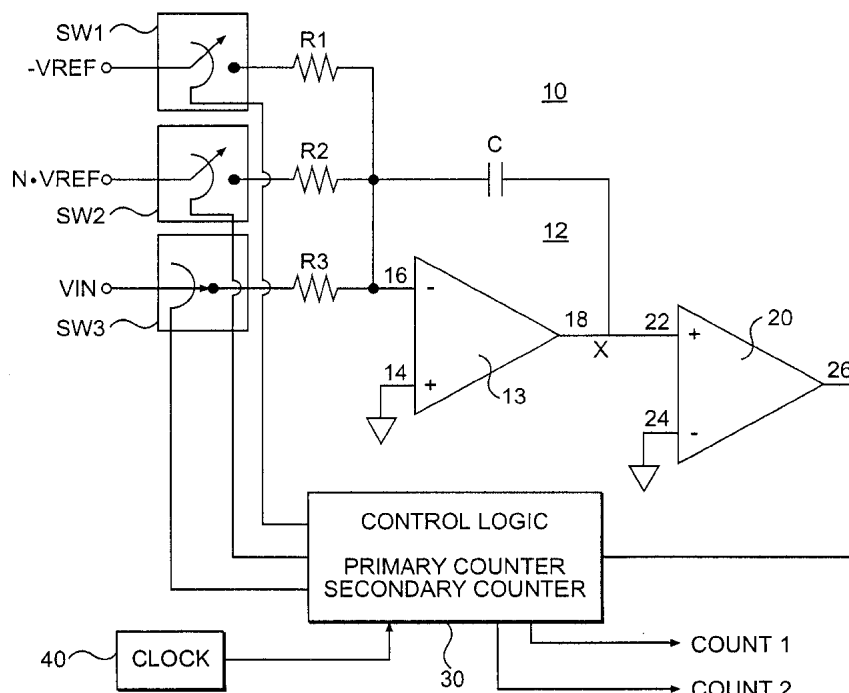 SW1
-VREF
R1
10
N•VREF
SW2
R2
C
12
VIN
SW3
R3
16
-
14
+
13
18
X
22
+
20
24
-
26
CONTROL LOGIC
PRIMARY COUNTER
SECONDARY COUNTER
40
CLOCK
30
COUNT 1
COUNT 2